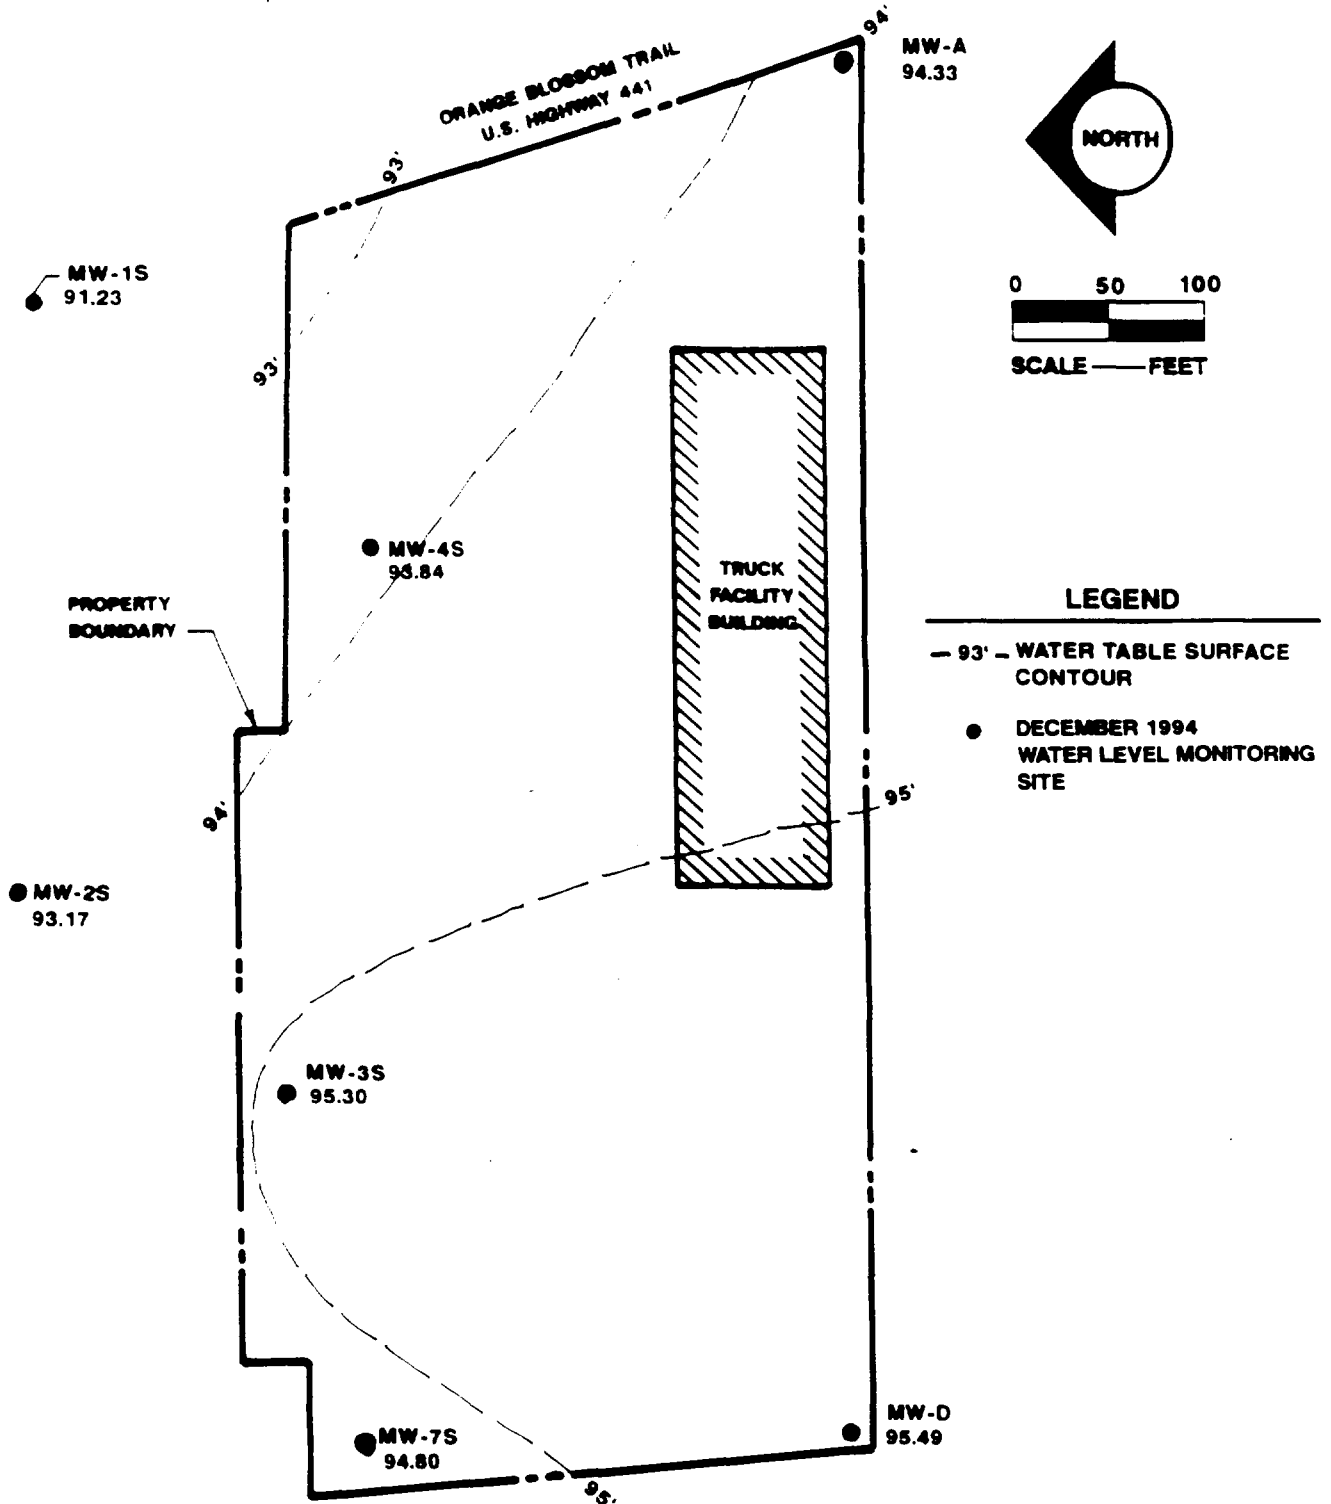 94'
MW-A
94.33
ORANGE BLOSSOM TRAIL
U.S. HIGHWAY 441
NORTH
93'
MW-1S
91.23
0 50 100
SCALE — FEET
93'
MW-4S
93.84
TRUCK
FACILITY
BUILDING
PROPERTY
BOUNDARY
LEGEND
— 93' — WATER TABLE SURFACE
CONTOUR
DECEMBER 1994
WATER LEVEL MONITORING
SITE
94'
95'
MW-2S
93.17
MW-3S
95.30
MW-D
95.49
MW-7S
94.80
95'